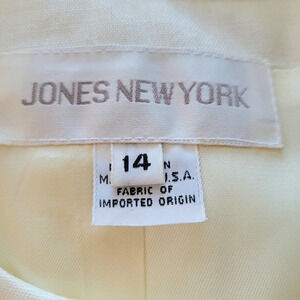 JONES NEW YORK
14
U.S.A.
FABRIC OF
IMPORTED ORIGIN